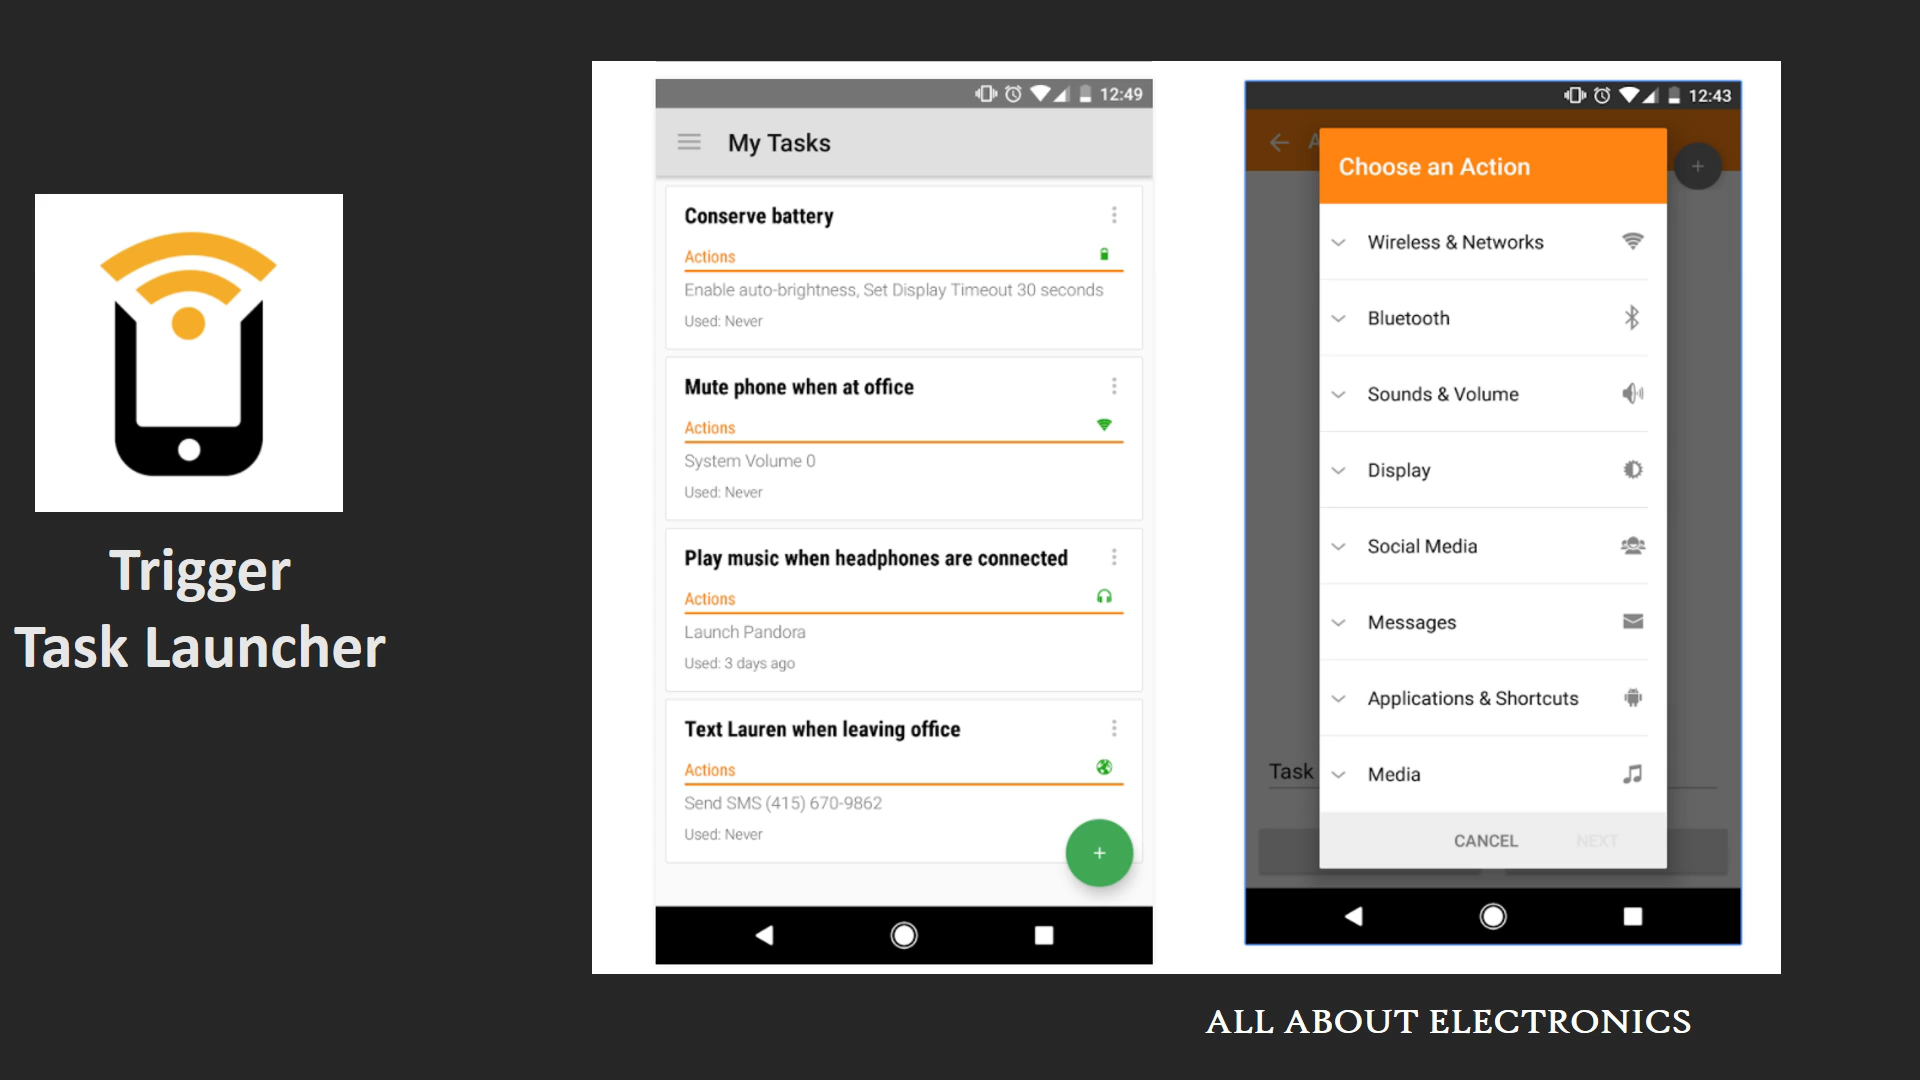 Trigger
Task Launcher
12:49
My Tasks
Conserve battery
Actions
Enable auto-brightness, Set Display Timeout 30 seconds
Used: Never
Mute phone when at office
Actions
System Volume 0
Used: Never
Play music when headphones are connected
Actions
Launch Pandora
Used: 3 days ago
Text Lauren when leaving office
Actions
Send SMS (415) 670-9862
Used: Never
+
12:43
A
+
Choose an Action
Wireless & Networks
Bluetooth
Sounds & Volume
Display
Social Media
Messages
Applications & Shortcuts
Task
Media
CANCEL NEXT
ALL ABOUT ELECTRONICS